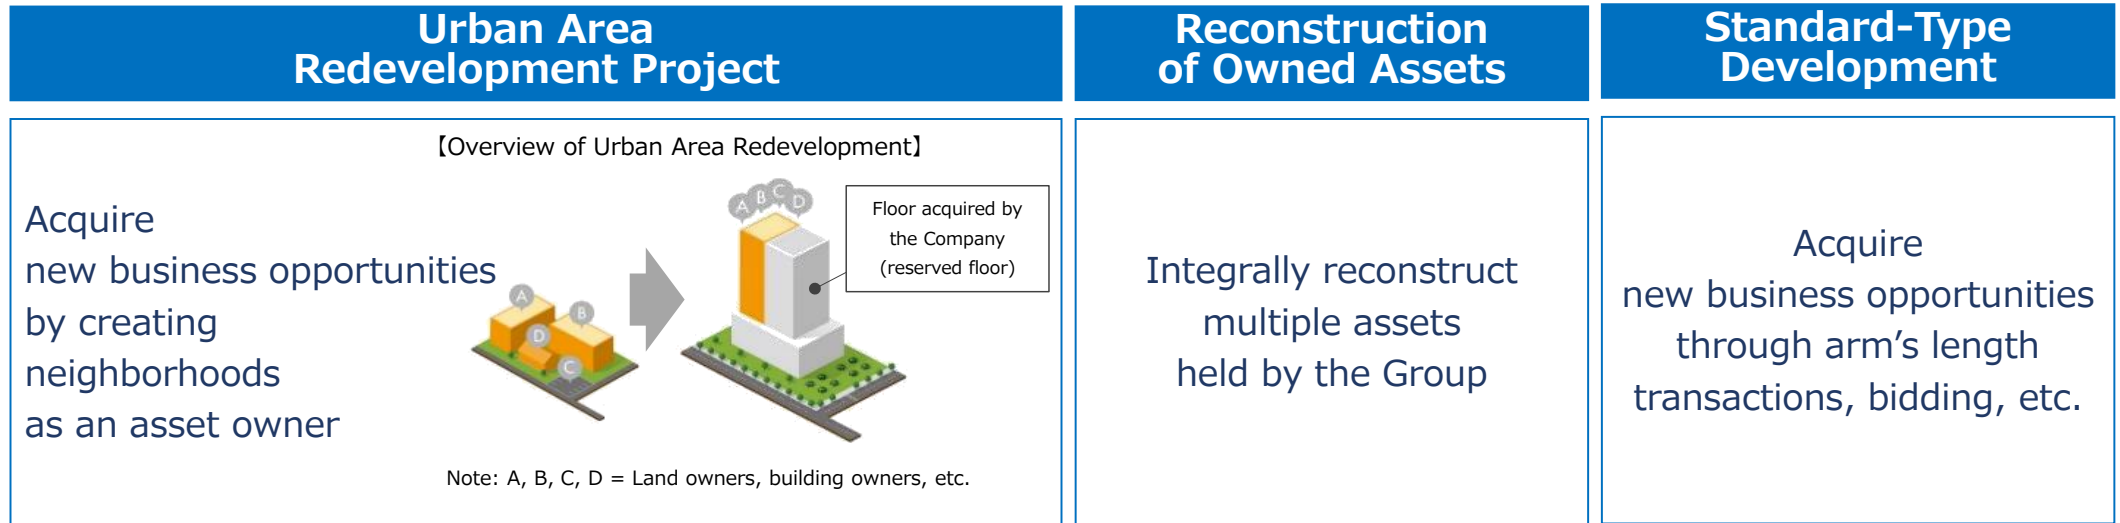 Urban Area
Redevelopment Project
Reconstruction
of Owned Assets
Standard-Type
Development
【Overview of Urban Area Redevelopment】
Acquire
new business opportunities
by creating
neighborhoods
as an asset owner
A
B
D
C
A
B
C
D
Floor acquired by
the Company
(reserved floor)
Note: A, B, C, D = Land owners, building owners, etc.
Integrally reconstruct
multiple assets
held by the Group
Acquire
new business opportunities
through arm’s length
transactions, bidding, etc.